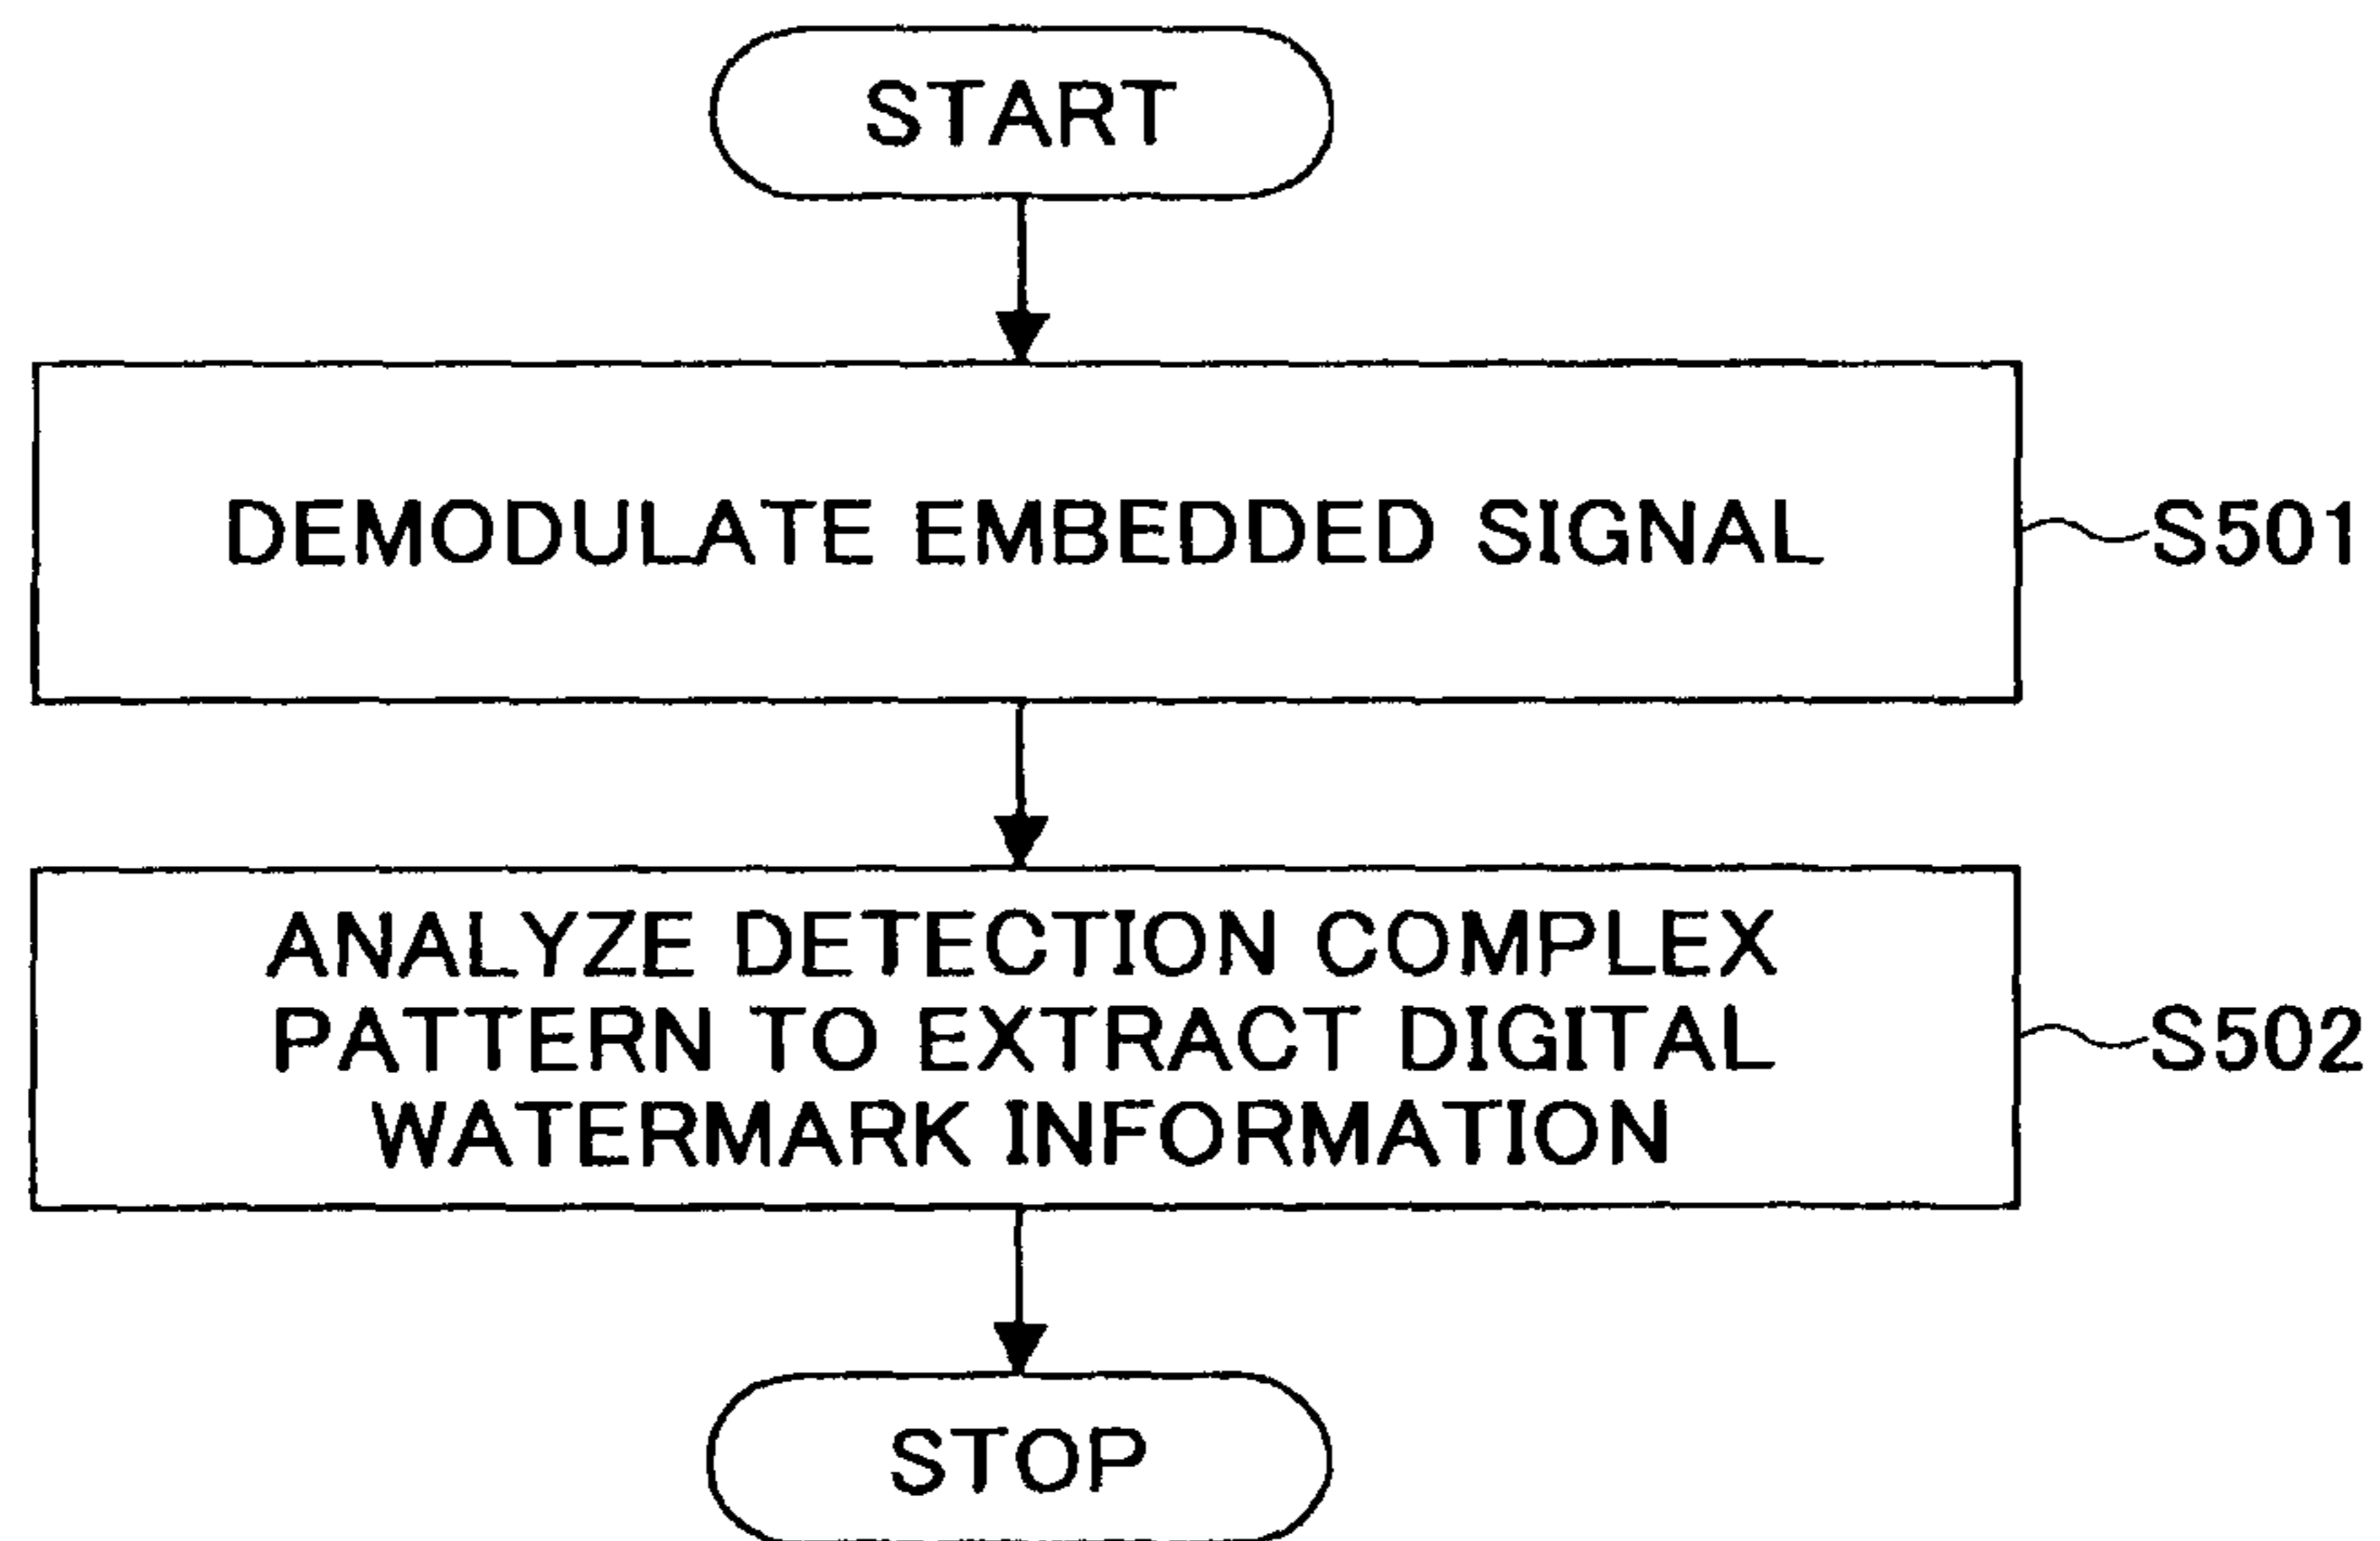 START
DEMODULATE EMBEDDED SIGNAL
S501
ANALYZE DETECTION COMPLEX
PATTERN TO EXTRACT DIGITAL
WATERMARK INFORMATION
S502
STOP